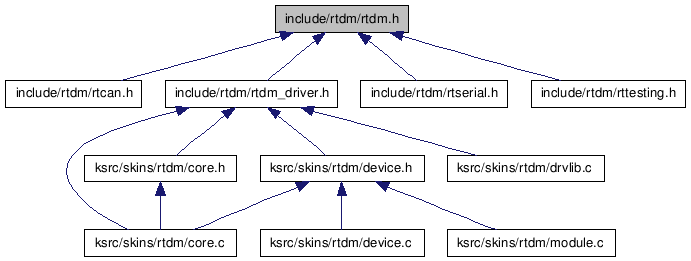 include/rtdm/rtdm.h
include/rtdm/rtcan.h
include/rtdm/rtdm_driver.h
include/rtdm/rtserial.h
include/rtdm/rttesting.h
ksrc/skins/rtdm/core.h
ksrc/skins/rtdm/device.h
ksrc/skins/rtdm/drvlib.c
ksrc/skins/rtdm/core.c
ksrc/skins/rtdm/device.c
ksrc/skins/rtdm/module.c